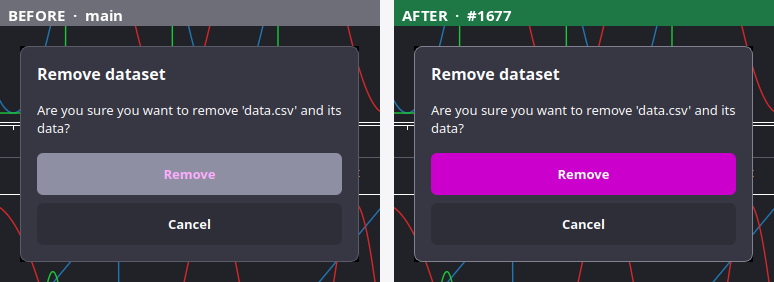 BEFORE · main
Remove dataset
Are you sure you want to remove 'data.csv' and its
data?
Remove
Cancel
AFTER · #1677
Remove dataset
Are you sure you want to remove 'data.csv' and its
data?
Remove
Cancel